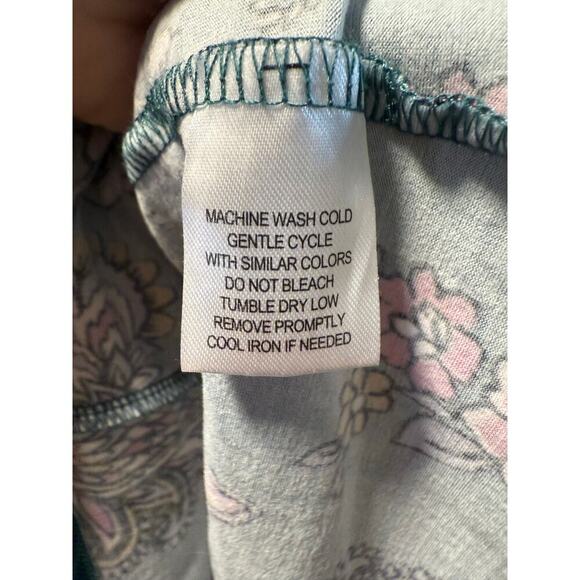 MACHINE WASH COLD
GENTLE CYCLE
WITH SIMILAR COLORS
DO NOT BLEACH
TUMBLE DRY LOW
REMOVE PROMPTLY
COOL IRON IF NEEDED